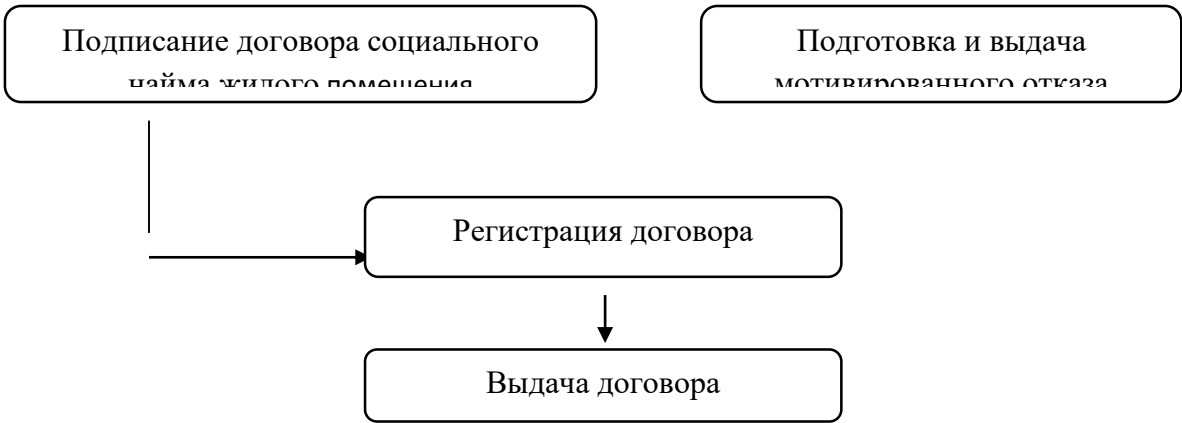 Подписание договора социального
найма жилого помещения
Подготовка и выдача
мотивированного отказа
Регистрация договора
Выдача договора